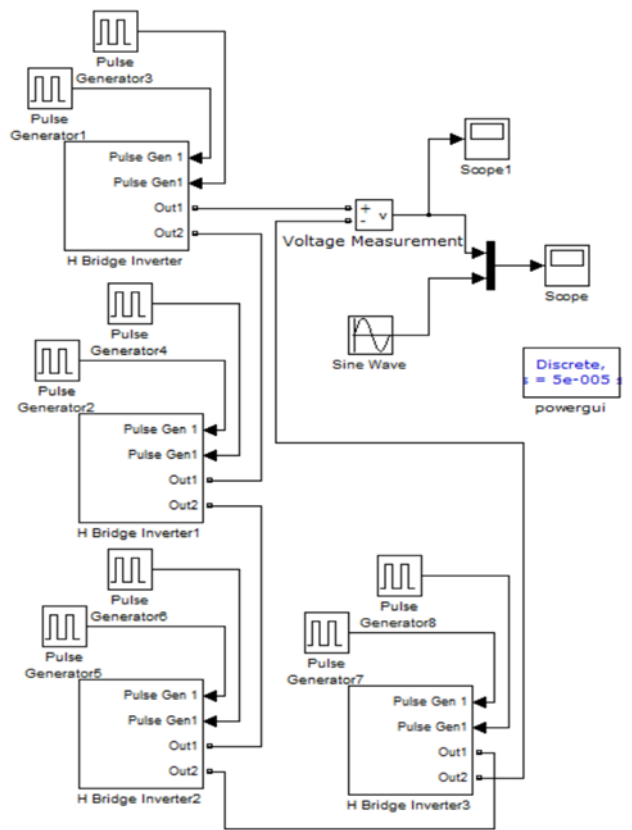 Pulse
Generator3
Pulse
Generator1
Pulse Gen 1
Pulse Gen1
Out1
Out2
H Bridge Inverter
Scope1
+
-
v
Voltage Measurement
Scope
Sine Wave
Discrete,
s = 5e-005 s
powergui
Pulse
Generator4
Pulse
Generator2
Pulse Gen 1
Pulse Gen1
Out1
Out2
H Bridge Inverter1
Pulse
Generator6
Pulse
Generator5
Pulse Gen 1
Pulse Gen1
Out1
Out2
H Bridge Inverter2
Pulse
Generator8
Pulse
Generator7
Pulse Gen 1
Pulse Gen1
Out1
Out2
H Bridge Inverter3